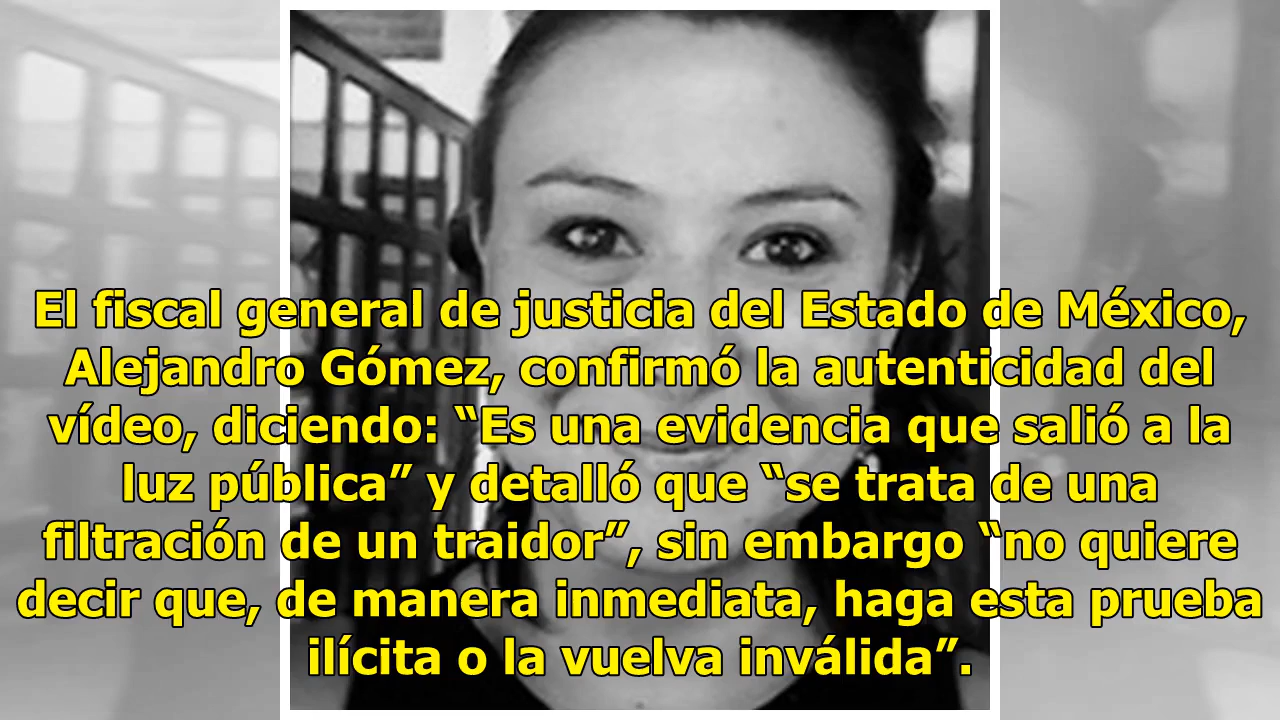 El fiscal general de justicia del Estado de México,
Alejandro Gómez, confirmó la autenticidad del
vídeo, diciendo: “Es una evidencia que salió a la
luz pública” y detalló que “se trata de una
filtración de un traidor”, sin embargo “no quiere
decir que, de manera inmediata, haga esta prueba
ilícita o la vuelva inválida”.